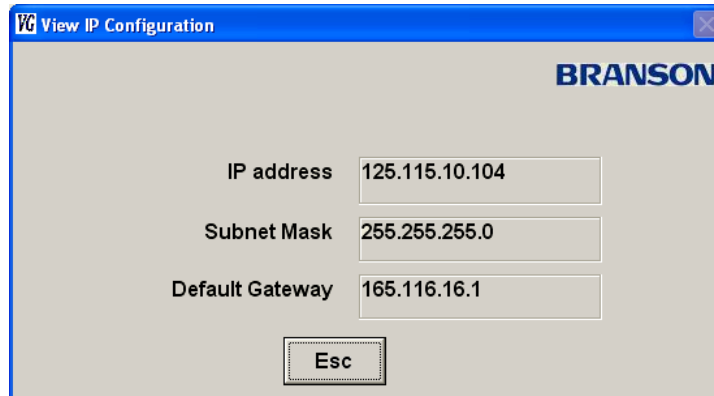 VG View IP Configuration
BRANSON
IP address 125.115.10.104
Subnet Mask 255.255.255.0
Default Gateway 165.116.16.1
Esc